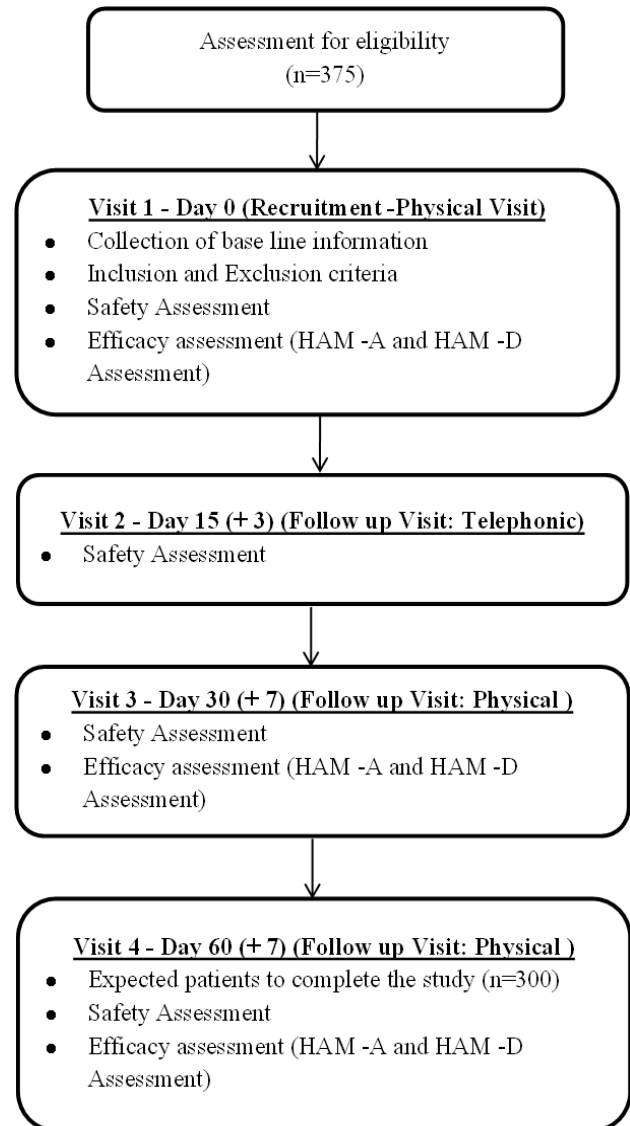 Assessment for eligibility
(n=375)
Visit 1 - Day 0 (Recruitment -Physical Visit)
● Collection of base line information
● Inclusion and Exclusion criteria
● Safety Assessment
● Efficacy assessment (HAM -A and HAM -D
Assessment)
Visit 2 - Day 15 (+ 3) (Follow up Visit: Telephonic)
● Safety Assessment
Visit 3 - Day 30 (+ 7) (Follow up Visit: Physical )
● Safety Assessment
● Efficacy assessment (HAM -A and HAM -D
Assessment)
Visit 4 - Day 60 (+ 7) (Follow up Visit: Physical )
● Expected patients to complete the study (n=300)
● Safety Assessment
● Efficacy assessment (HAM -A and HAM -D
Assessment)